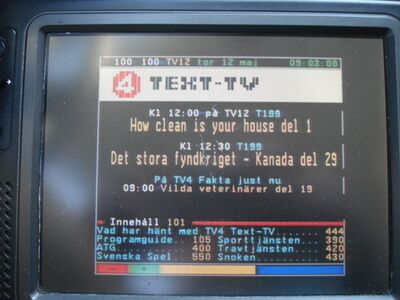 100 100 TV12 tor 12 maj 09:03:08
4 TEXT-TV
Kl 12:00 på TV12 T199
How clean is your house del 1
Kl 12:30 T199
Det stora fyndkriget - Kanada del 29
På TV4 Fakta just nu
09:00 Vilda veterinärer del 19
Innehåll 101
Vad har hänt med TV4 Text-TV.... 444
Programguide. 105 Sporttjänsten. 390
ATG.......... 400 Travtjänsten.. 420
Svenska Spel. 550 Snoken........ 430